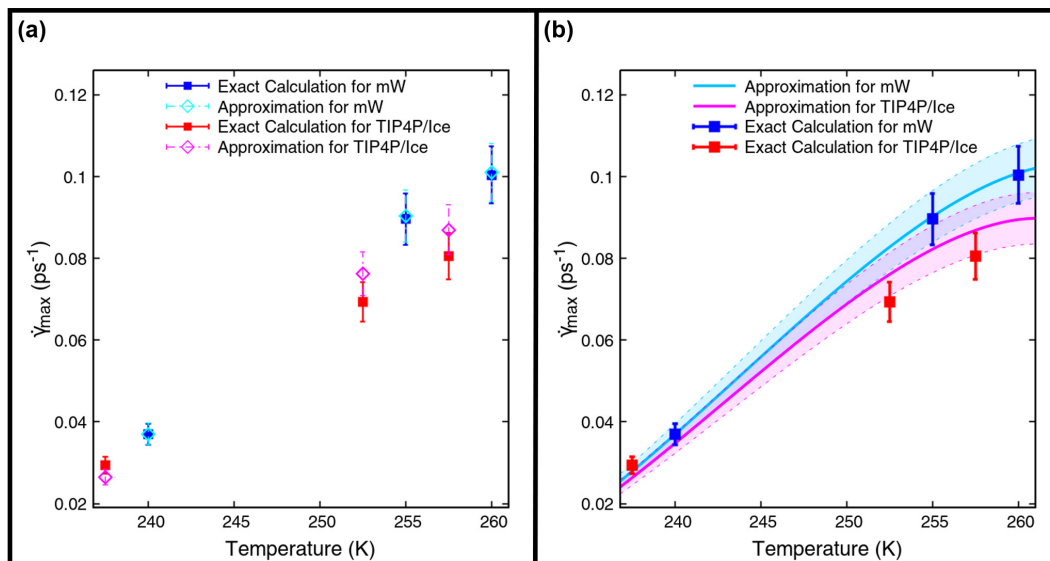 (a)
Exact Calculation for mW
Approximation for mW
Exact Calculation for TIP4P/Ice
Approximation for TIP4P/Ice
0.12
0.1
0.08
0.06
0.04
0.02
γ̇max (ps-1)
240 245 250 255 260
Temperature (K)
(b)
Approximation for mW
Approximation for TIP4P/Ice
Exact Calculation for mW
Exact Calculation for TIP4P/Ice
0.12
0.1
0.08
0.06
0.04
0.02
γ̇max (ps-1)
240 245 250 255 260
Temperature (K)